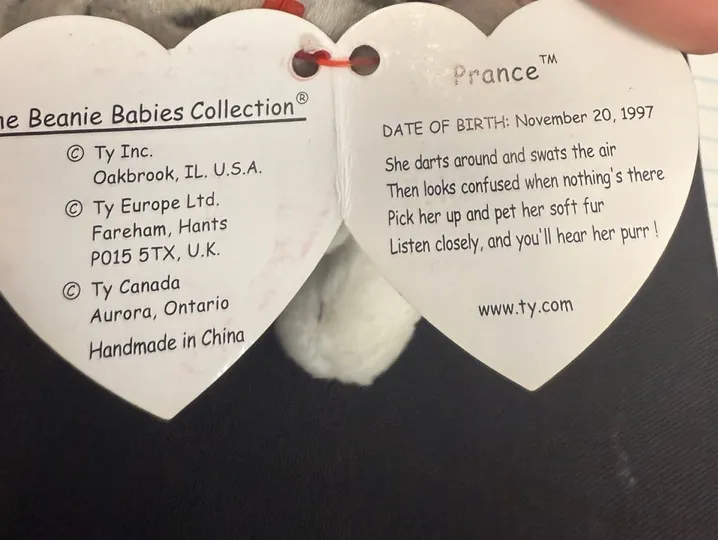 he Beanie Babies Collection®
© Ty Inc.
Oakbrook, IL. U.S.A.
© Ty Europe Ltd.
Fareham, Hants
P015 5TX, U.K.
© Ty Canada
Aurora, Ontario
Handmade in China
Prance™
DATE OF BIRTH: November 20, 1997
She darts around and swats the air
Then looks confused when nothing's there
Pick her up and pet her soft fur
Listen closely, and you'll hear her purr !
www.ty.com